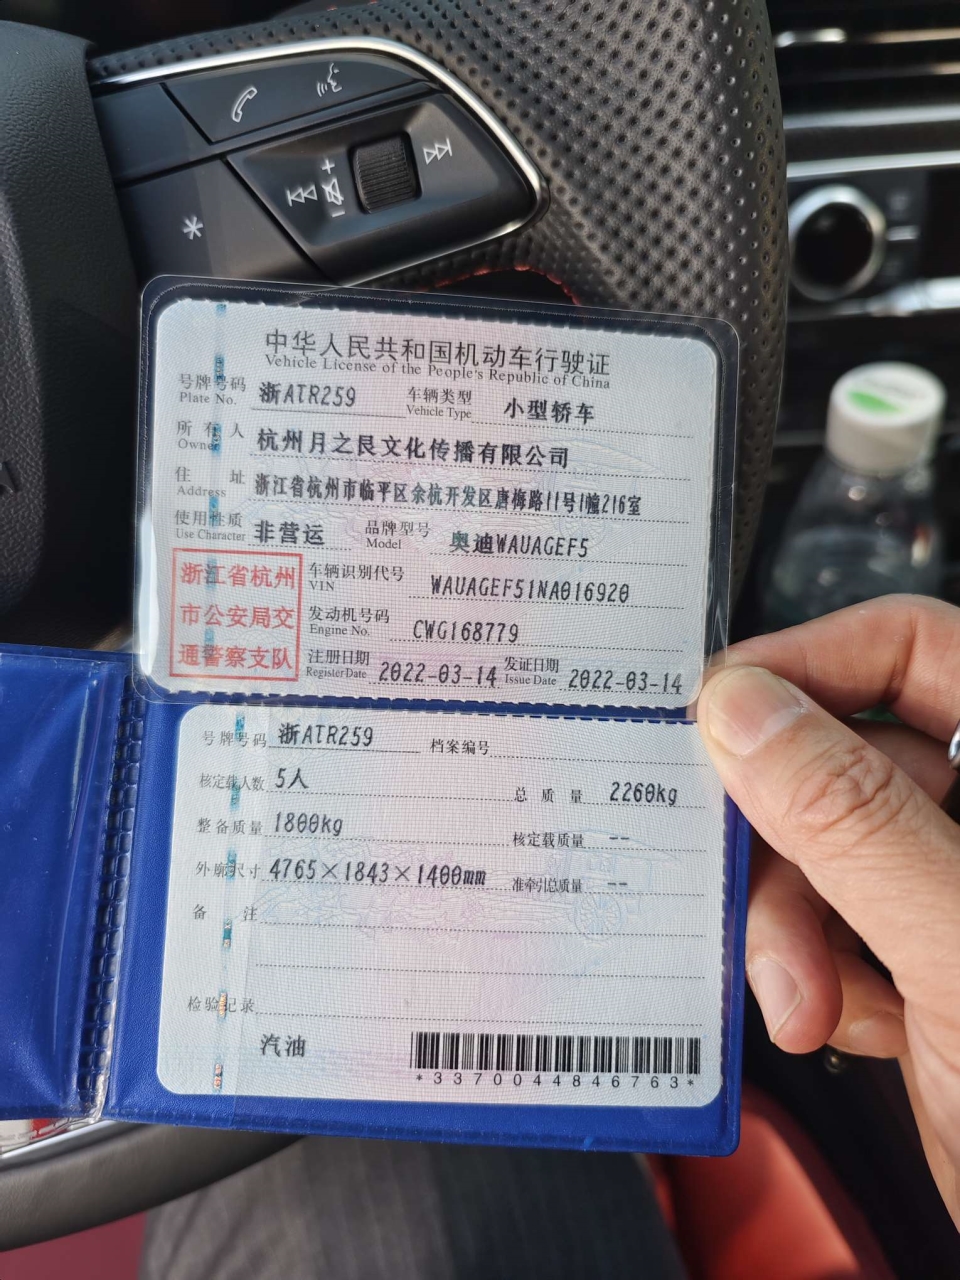 中华人民共和国机动车行驶证
Vehicle License of the People's Republic of China
号牌号码 浙ATR259 车辆类型 小型轿车
Plate No. Vehicle Type
所有人 杭州月之艮文化传播有限公司
Owner
住址 浙江省杭州市临平区余杭开发区唐梅路11号1幢216室
Address
使用性质 非营运 品牌型号 奥迪WAUAGEF5
Use Character Model
浙江省杭州
市公安局交
通警察支队
车辆识别代号 WAUAGEF51NA016920
VIN
发动机号码 CWG168779
Engine No.
注册日期 2022-03-14 发证日期 2022-03-14
Register Date Issue Date
号牌号码 浙ATR259 档案编号
核定载人数 5人 总质量 2260kg
整备质量 1800kg 核定载质量 --
外廓尺寸 4765×1843×1400mm 准牵引总质量 --
备注
检验记录
汽油
*3370044846763*